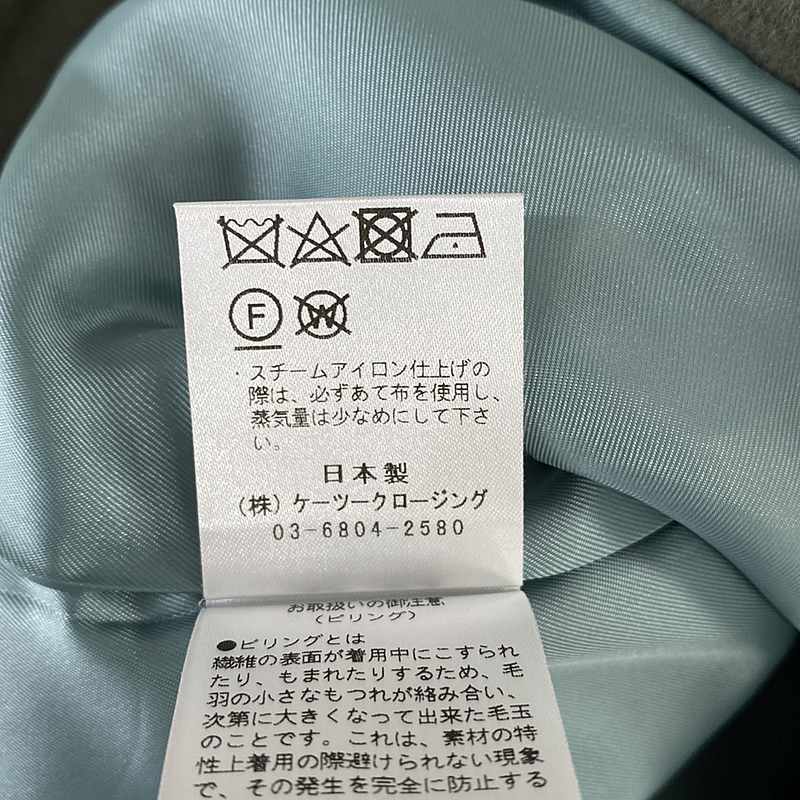 F
W
・スチームアイロン仕上げの
際は、必ずあて布を使用し、
蒸気量は少なめにして下さ
い。
日本製
(株)ケーツークロージング
03-6804-2580
お取扱いの御注意
(ピリング)
●ピリングとは
繊維の表面が着用中にこすられ
たり、もまれたりするため、毛
羽の小さなもつれが絡み合い、
次第に大きくなって出来た毛玉
のことです。これは、素材の特
性上着用の際避けられない現象
で、その発生を完全に防止する